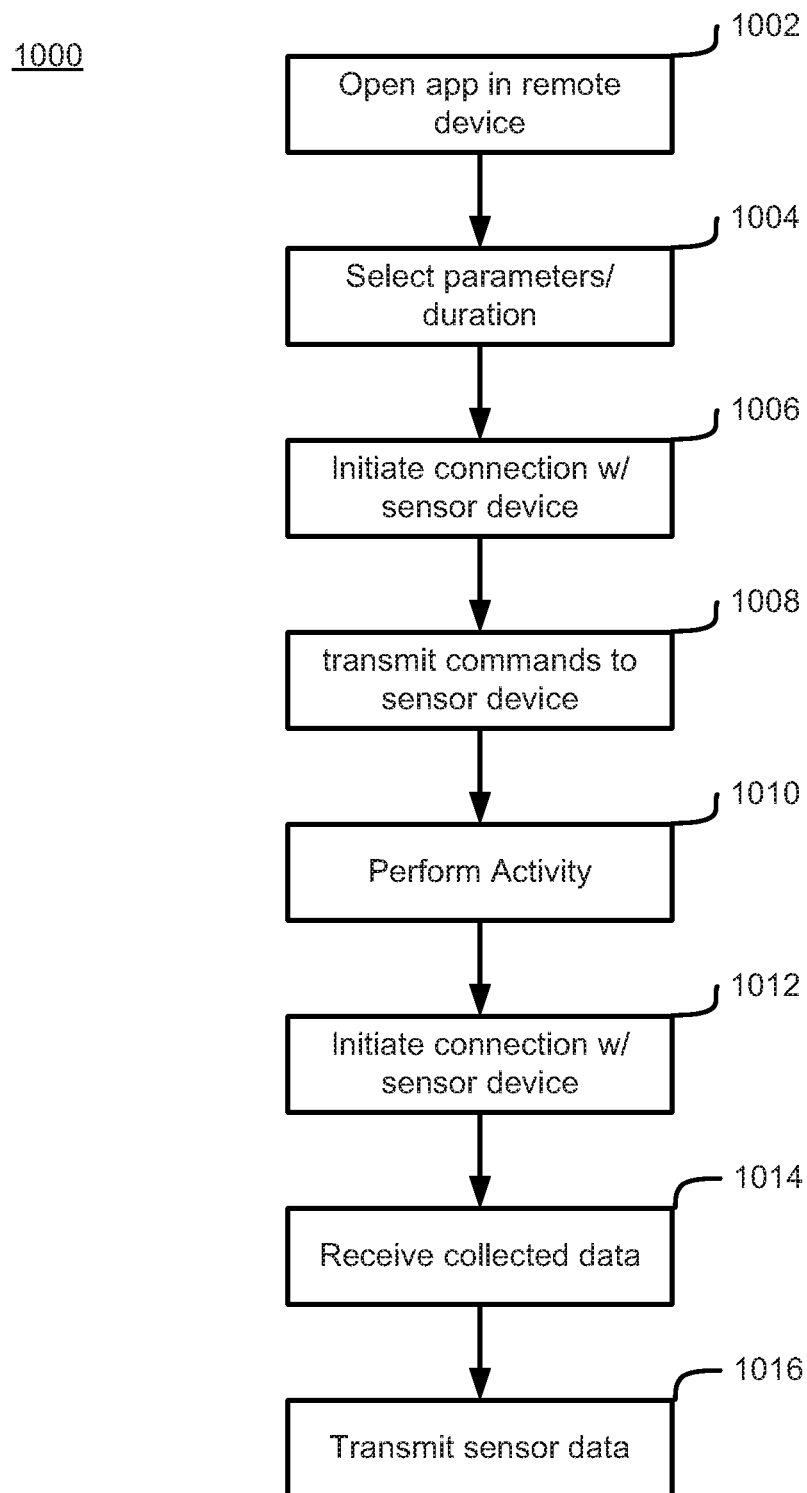 1000
1002
Open app in remote
device
1004
Select parameters/
duration
1006
Initiate connection w/
sensor device
1008
transmit commands to
sensor device
1010
Perform Activity
1012
Initiate connection w/
sensor device
1014
Receive collected data
1016
Transmit sensor data